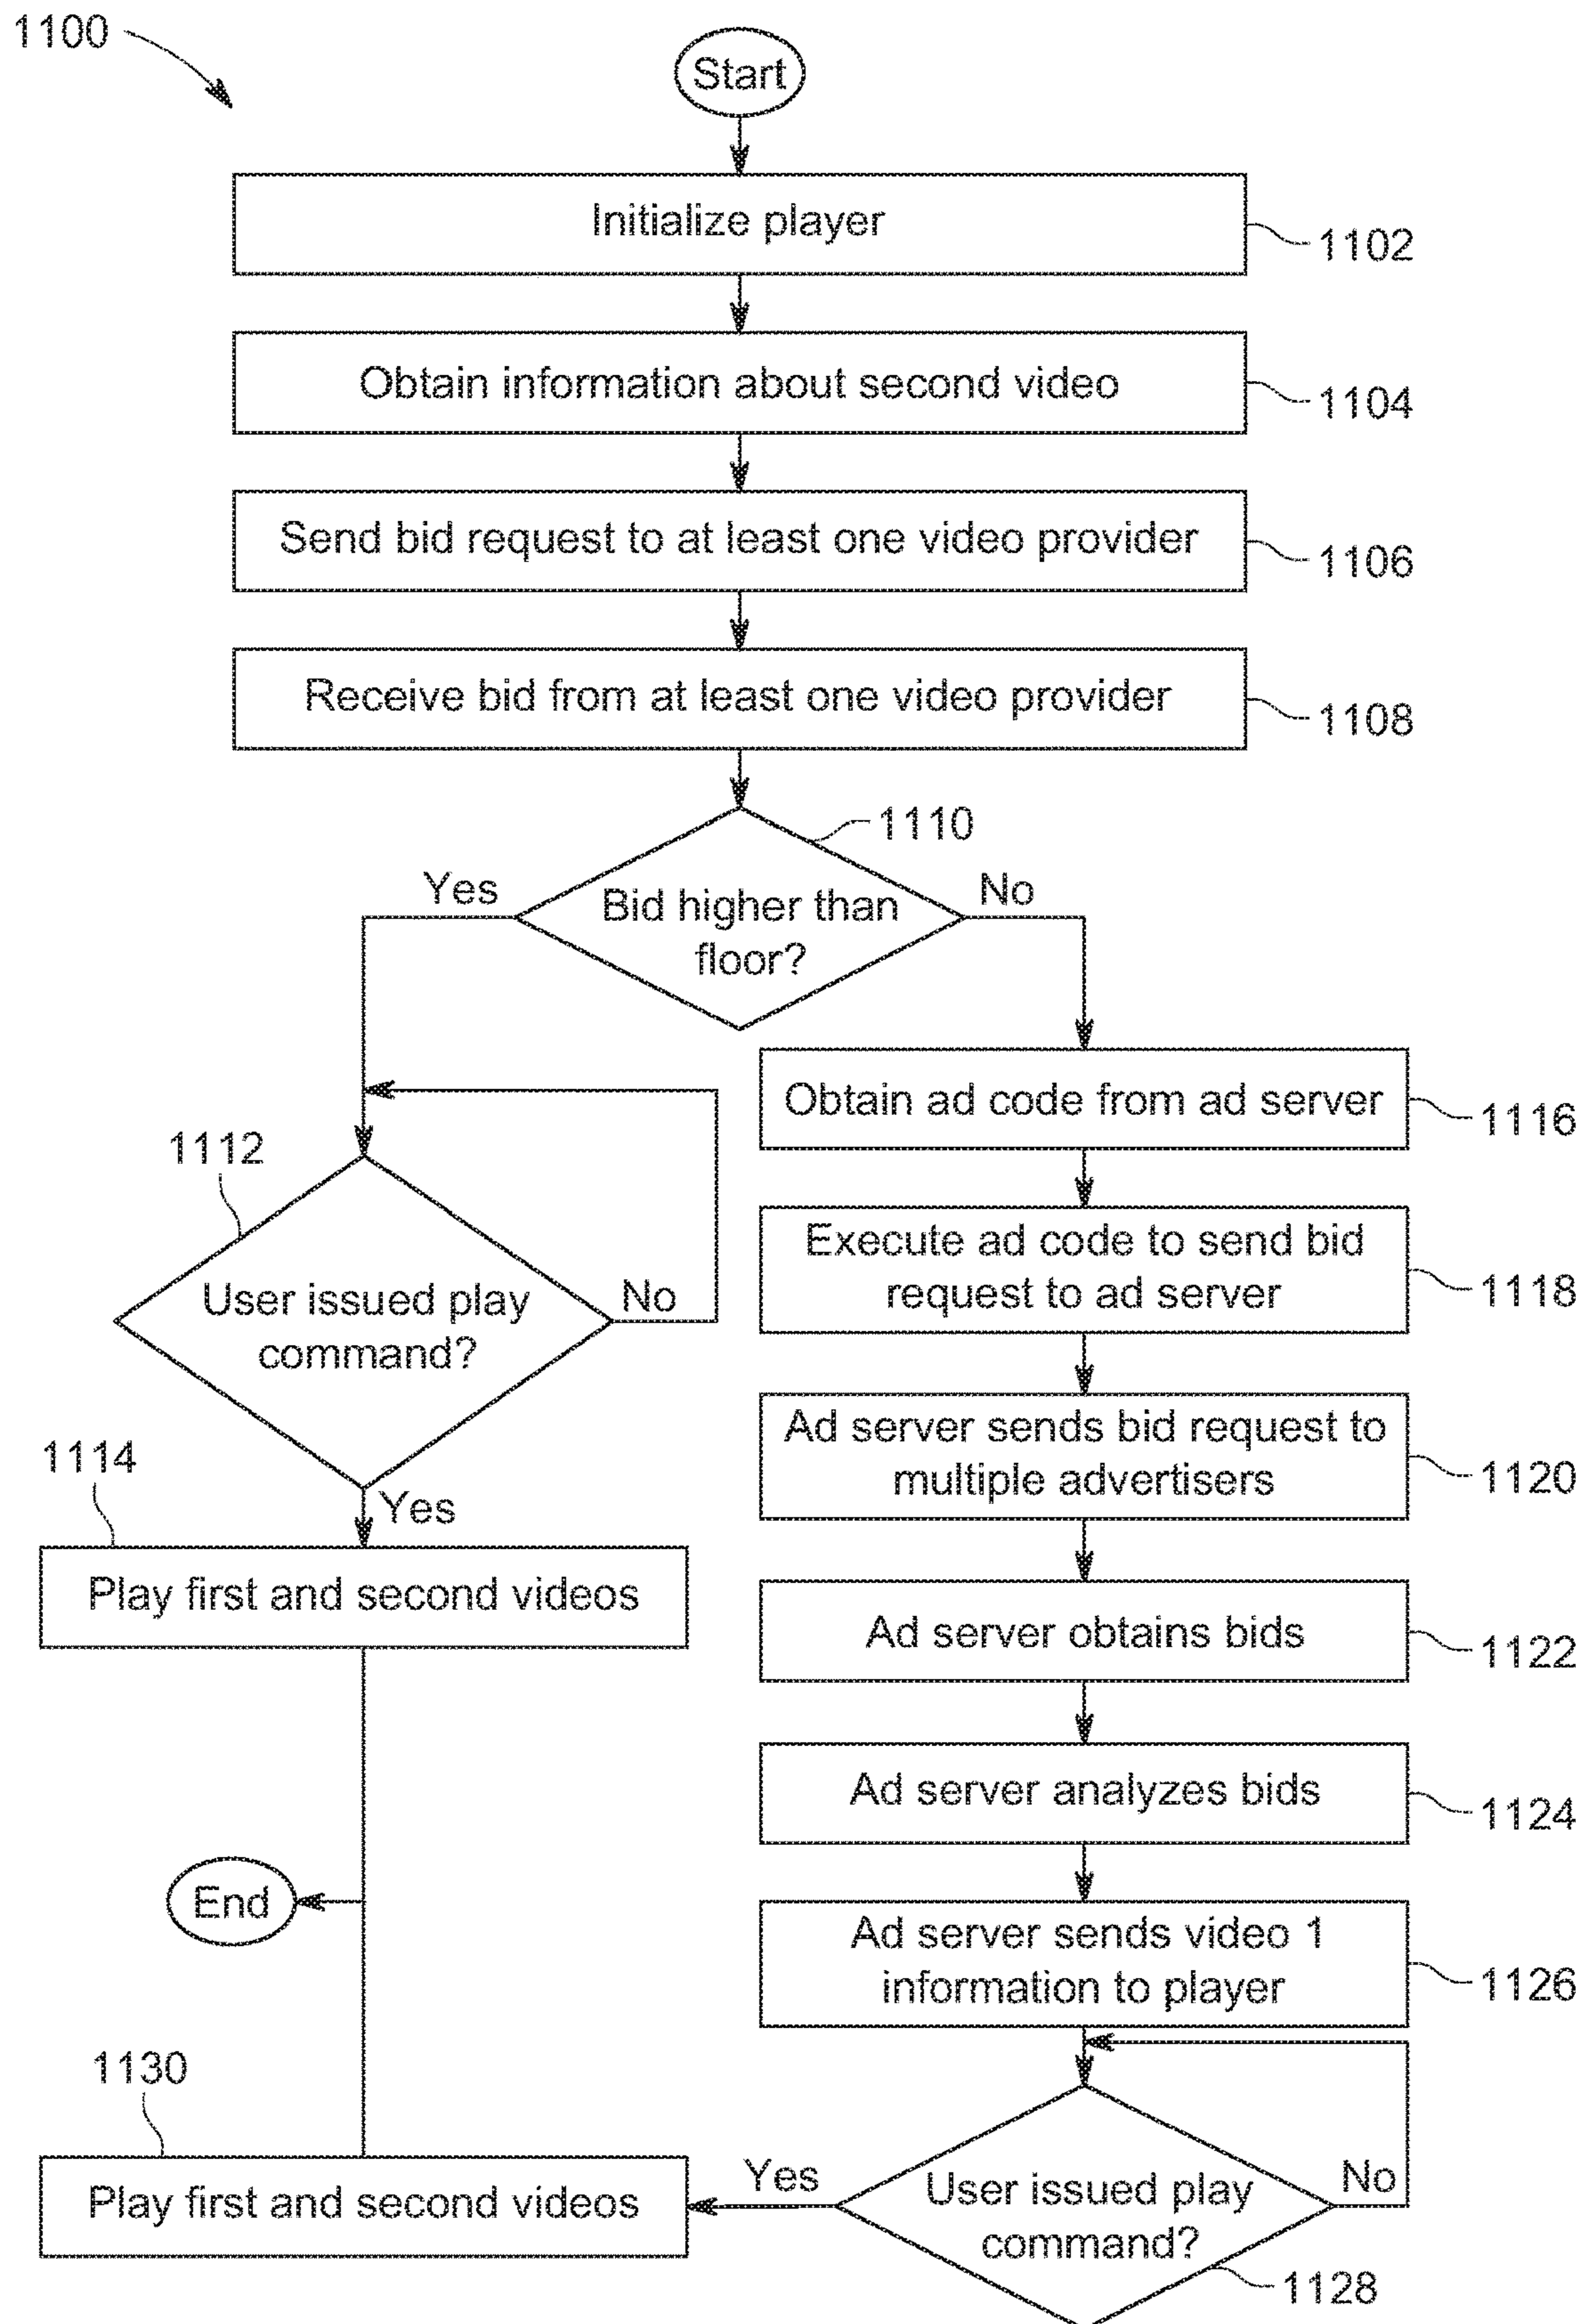 1100
Start
Initialize player
1102
Obtain information about second video
1104
Send bid request to at least one video provider
1106
Receive bid from at least one video provider
1108
1110
Yes
No
Bid higher than
floor?
Obtain ad code from ad server
1116
1112
Execute ad code to send bid
request to ad server
1118
User issued play
command?
No
Ad server sends bid request to
multiple advertisers
1120
1114
Yes
Play first and second videos
Ad server obtains bids
1122
Ad server analyzes bids
1124
End
Ad server sends video 1
information to player
1126
1130
Play first and second videos
Yes
User issued play
command?
No
1128